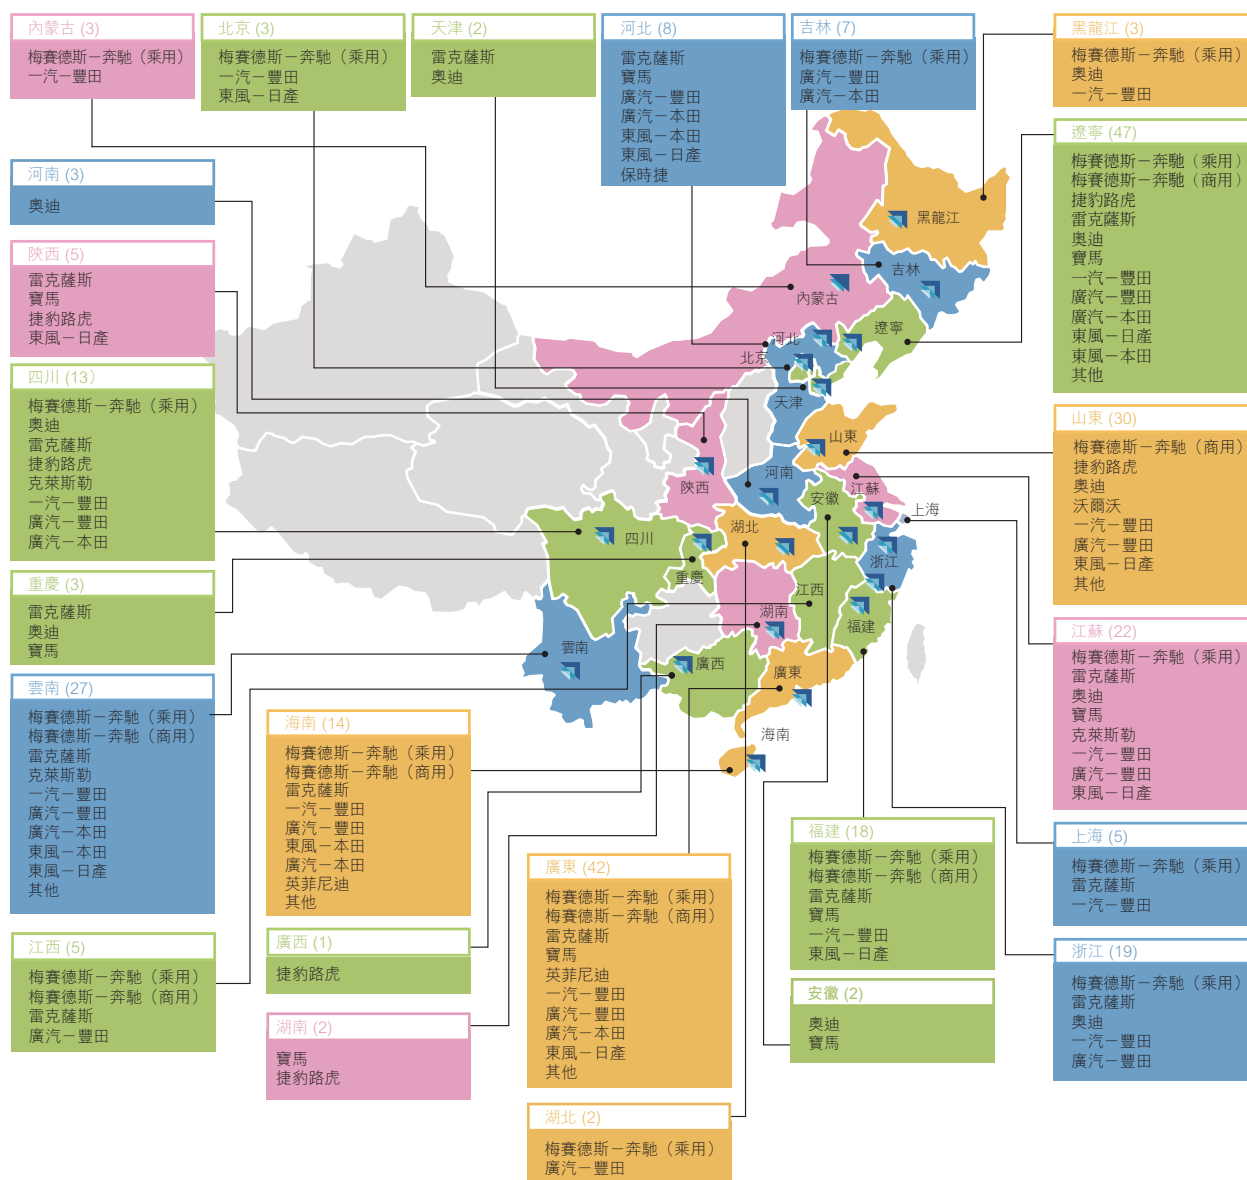 內蒙古 (3)
梅賽德斯－奔馳（乘用）
一汽－豐田
北京 (3)
梅賽德斯－奔馳（乘用）
一汽－豐田
東風－日產
天津 (2)
雷克薩斯
奧迪
河北 (8)
雷克薩斯
寶馬
廣汽－豐田
廣汽－本田
東風－本田
東風－日產
保時捷
吉林 (7)
梅賽德斯－奔馳（乘用）
廣汽－豐田
廣汽－本田
黑龍江 (3)
梅賽德斯－奔馳（乘用）
奧迪
一汽－豐田
河南 (3)
奧迪
陝西 (5)
雷克薩斯
寶馬
捷豹路虎
東風－日產
四川 (13）
梅賽德斯－奔馳（乘用）
奧迪
雷克薩斯
捷豹路虎
克萊斯勒
一汽－豐田
廣汽－豐田
廣汽－本田
重慶 (3)
雷克薩斯
奧迪
寶馬
雲南 (27)
梅賽德斯－奔馳（乘用）
梅賽德斯－奔馳（商用）
雷克薩斯
克萊斯勒
一汽－豐田
廣汽－豐田
廣汽－本田
東風－本田
東風－日產
其他
江西 (5)
梅賽德斯－奔馳（乘用）
梅賽德斯－奔馳（商用）
雷克薩斯
廣汽－豐田
海南 (14)
梅賽德斯－奔馳（乘用）
梅賽德斯－奔馳（商用）
雷克薩斯
一汽－豐田
廣汽－豐田
東風－本田
廣汽－本田
英菲尼迪
其他
廣西 (1)
捷豹路虎
湖南 (2)
寶馬
捷豹路虎
廣東 (42)
梅賽德斯－奔馳（乘用）
梅賽德斯－奔馳（商用）
雷克薩斯
寶馬
英菲尼迪
一汽－豐田
廣汽－豐田
廣汽－本田
東風－日產
其他
湖北 (2)
梅賽德斯－奔馳（乘用）
廣汽－豐田
福建 (18)
梅賽德斯－奔馳（乘用）
梅賽德斯－奔馳（商用）
雷克薩斯
寶馬
一汽－豐田
東風－日產
安徽 (2)
奧迪
寶馬
遼寧 (47)
梅賽德斯－奔馳（乘用）
梅賽德斯－奔馳（商用）
捷豹路虎
雷克薩斯
奧迪
寶馬
一汽－豐田
廣汽－豐田
廣汽－本田
東風－日產
東風－本田
其他
山東 (30)
梅賽德斯－奔馳（商用）
捷豹路虎
奧迪
沃爾沃
一汽－豐田
廣汽－豐田
東風－日產
其他
江蘇 (22)
梅賽德斯－奔馳（乘用）
雷克薩斯
奧迪
寶馬
克萊斯勒
一汽－豐田
廣汽－豐田
東風－日產
上海 (5)
梅賽德斯－奔馳（乘用）
雷克薩斯
一汽－豐田
浙江 (19)
梅賽德斯－奔馳（乘用）
雷克薩斯
奧迪
一汽－豐田
廣汽－豐田
黑龍江
吉林
內蒙古
遼寧
河北
北京
天津
山東
河南
陝西
江蘇
安徽
上海
湖北
四川
浙江
重慶
江西
湖南
福建
雲南
廣西
廣東
海南